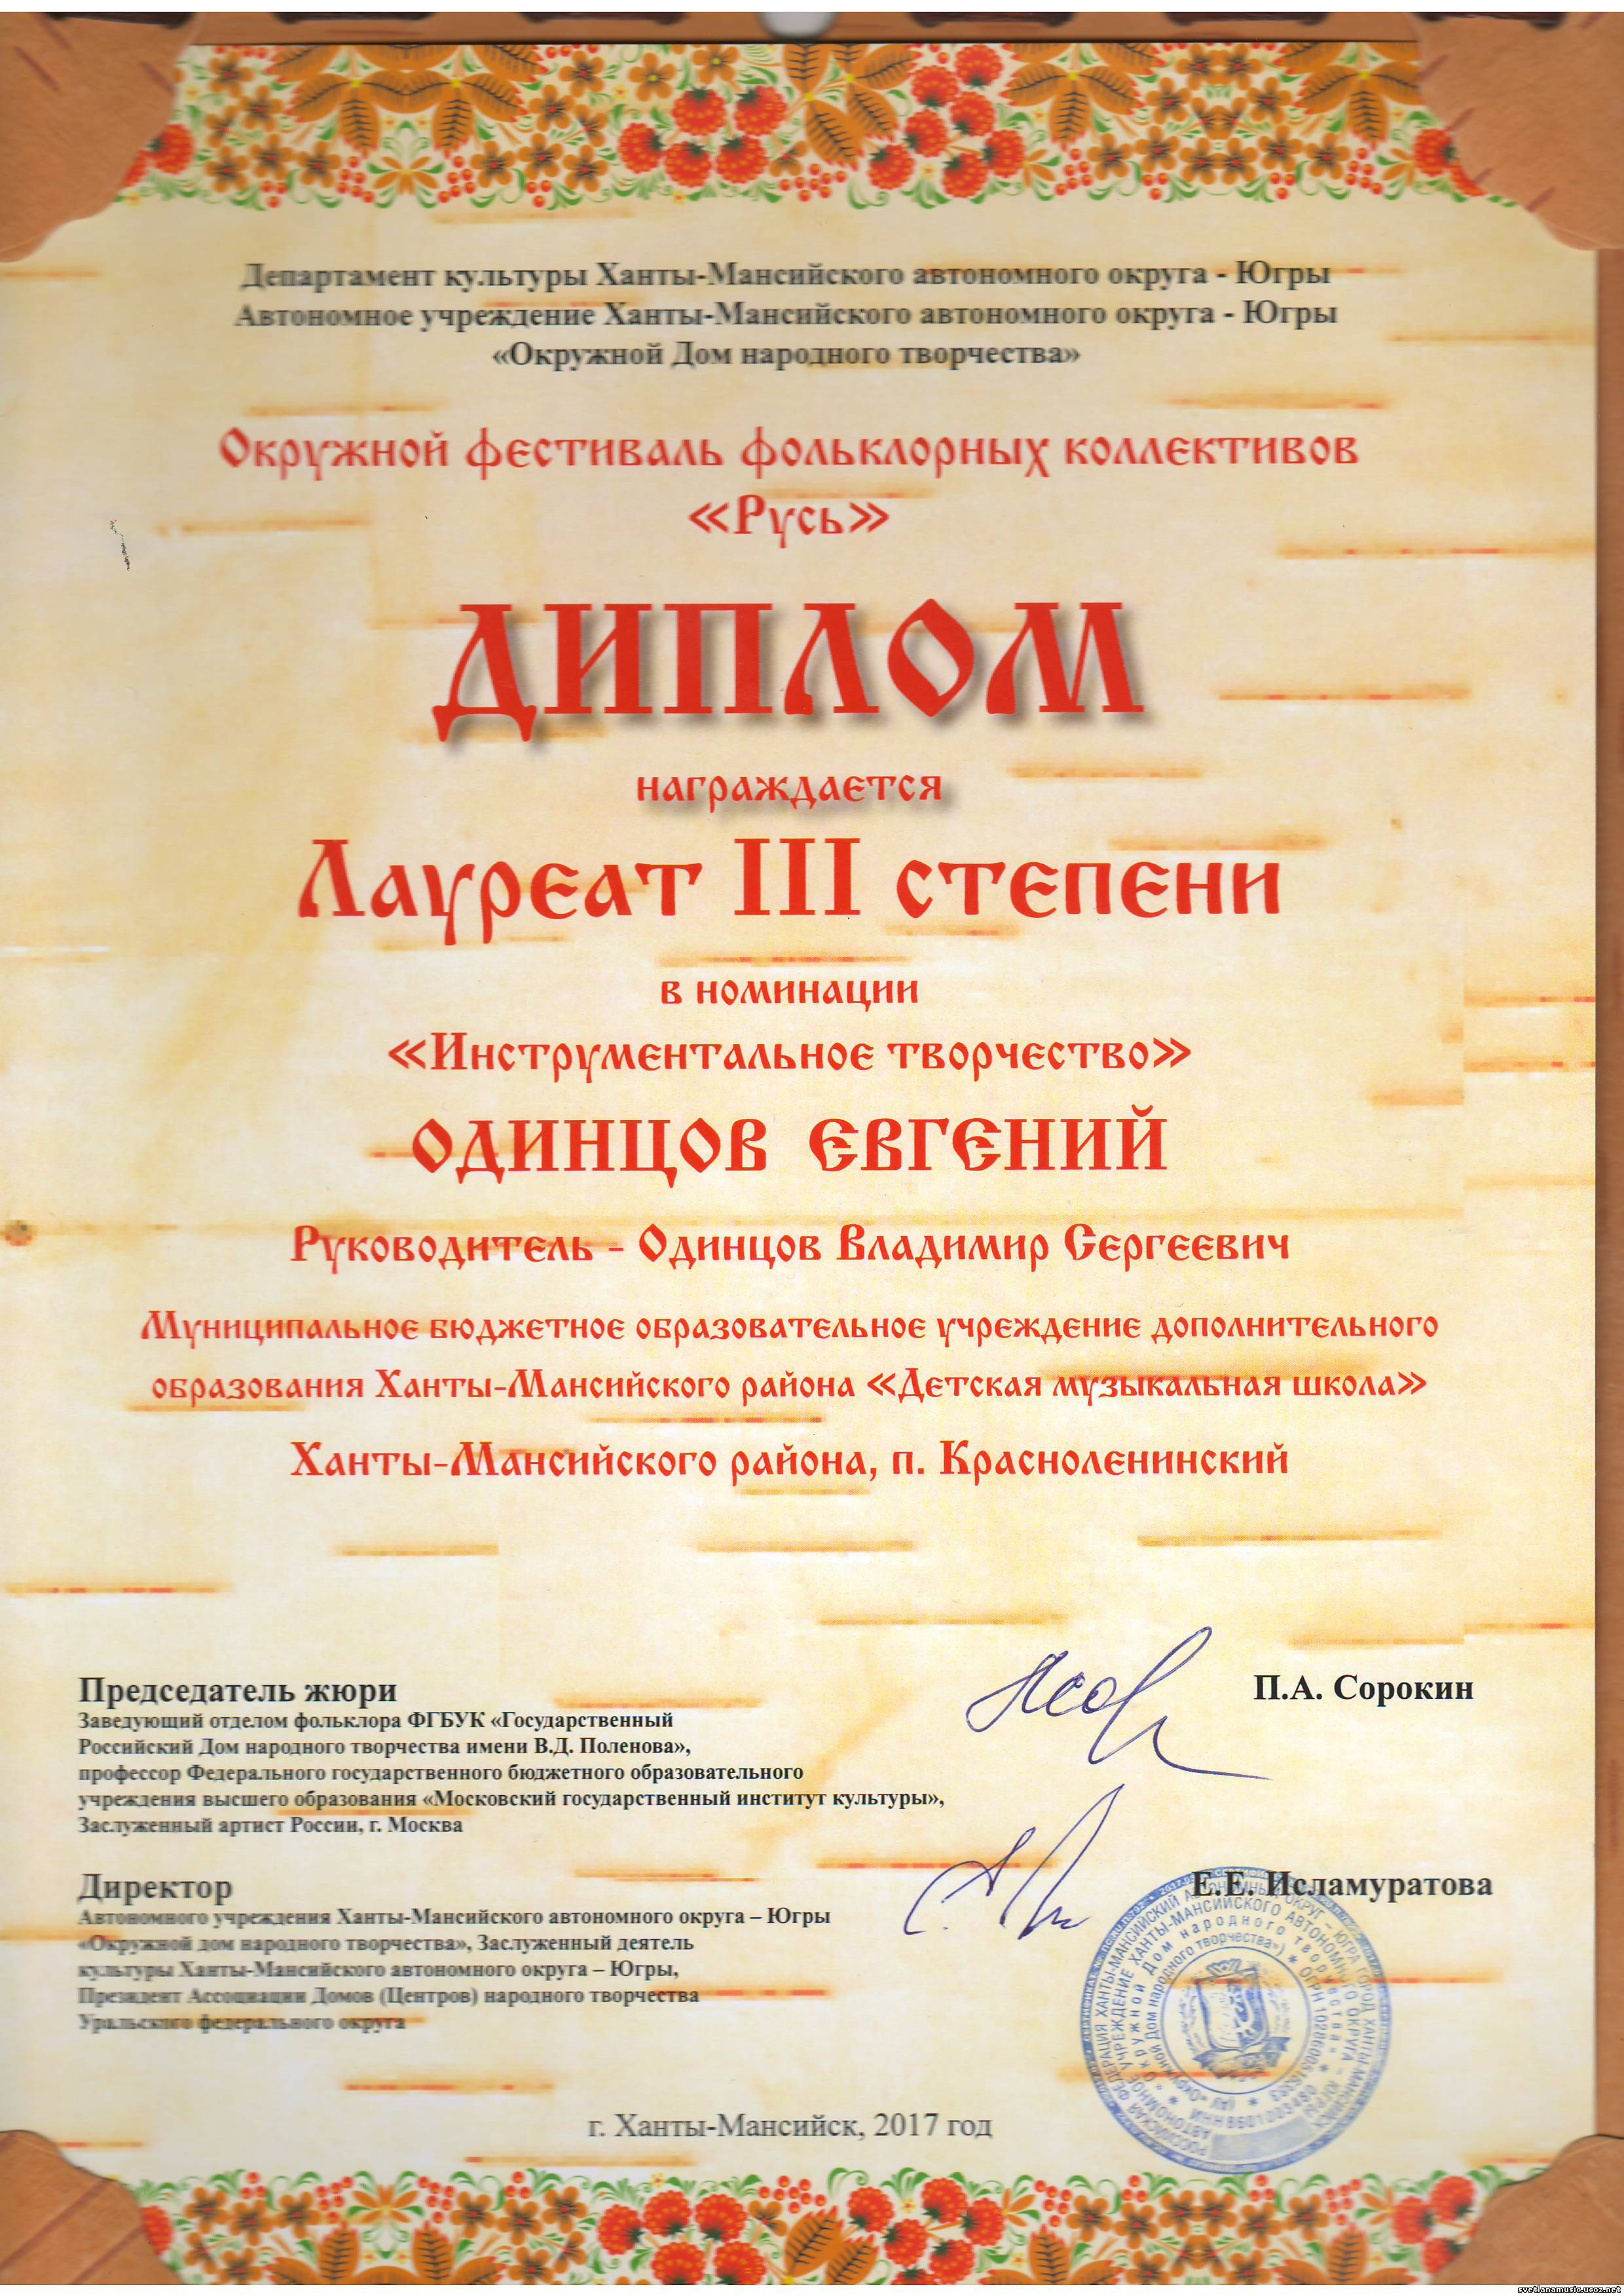 Департамент культуры Ханты-Мансийского автономного округа - Югры
Автономное учреждение Ханты-Мансийского автономного округа - Югры
«Окружной Дом народного творчества»
Окружной фестиваль фольклорных коллективов
«Русь»
ДИПЛОМ
награждается
Лауреат III степени
в номинации
«Инструментальное творчество»
ОДИНЦОВ ЕВГЕНИЙ
Руководитель - Одинцов Владимир Сергеевич
Муниципальное бюджетное образовательное учреждение дополнительного
образования Ханты-Мансийского района «Детская музыкальная школа»
Ханты-Мансийского района, п. Красноленинский
Председатель жюри
П.А. Сорокин
Заведующий отделом фольклора ФГБУК «Государственный
Российский Дом народного творчества имени В.Д. Поленова»,
профессор Федерального государственного бюджетного образовательного
учреждения высшего образования «Московский государственный институт культуры»,
Заслуженный артист России, г. Москва
Директор
Е.Е. Исламуратова
Автономного учреждения Ханты-Мансийского автономного округа – Югры
«Окружной дом народного творчества», Заслуженный деятель
культуры Ханты-Мансийского автономного округа – Югры,
Президент Ассоциации Домов (Центров) народного творчества
Уральского федерального округа
г. Ханты-Мансийск, 2017 год
svetlanamusic.ucoz.net